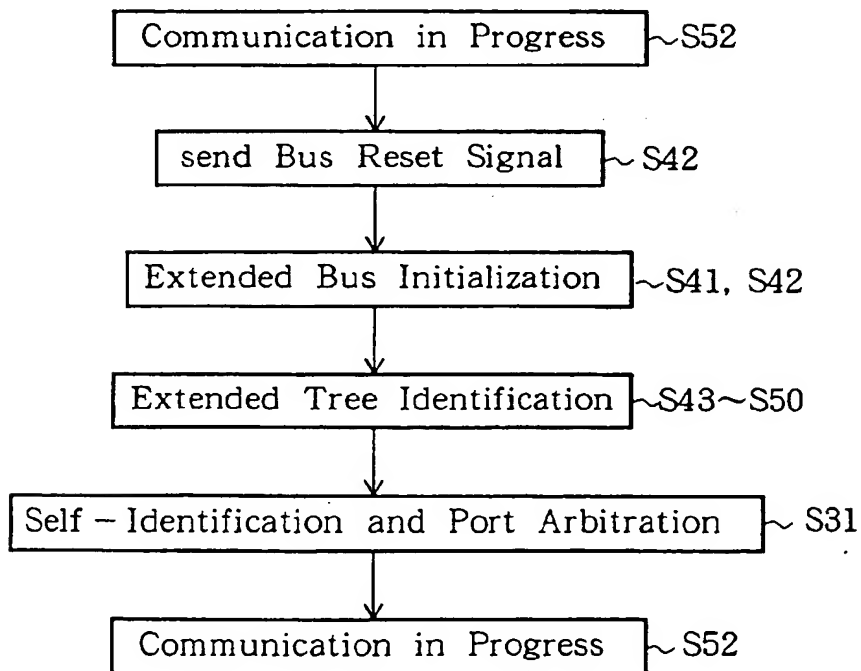 Communication in Progress ~S52
send Bus Reset Signal ~ S42
Extended Bus Initialization ~S41, S42
Extended Tree Identification ~S43~S50
Self-Identification and Port Arbitration ~ S31
Communication in Progress ~S52